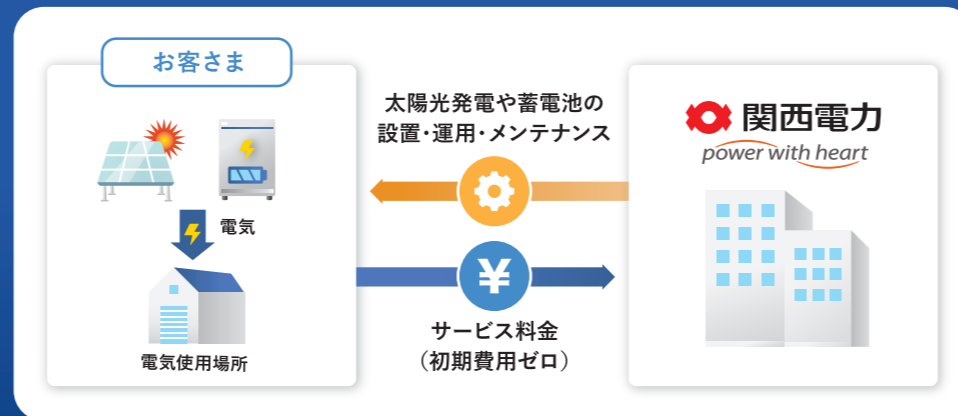 お客さま
電気
電気使用場所
太陽光発電や蓄電池の
設置・運用・メンテナンス
¥
サービス料金
（初期費用ゼロ）
関西電力
power with heart